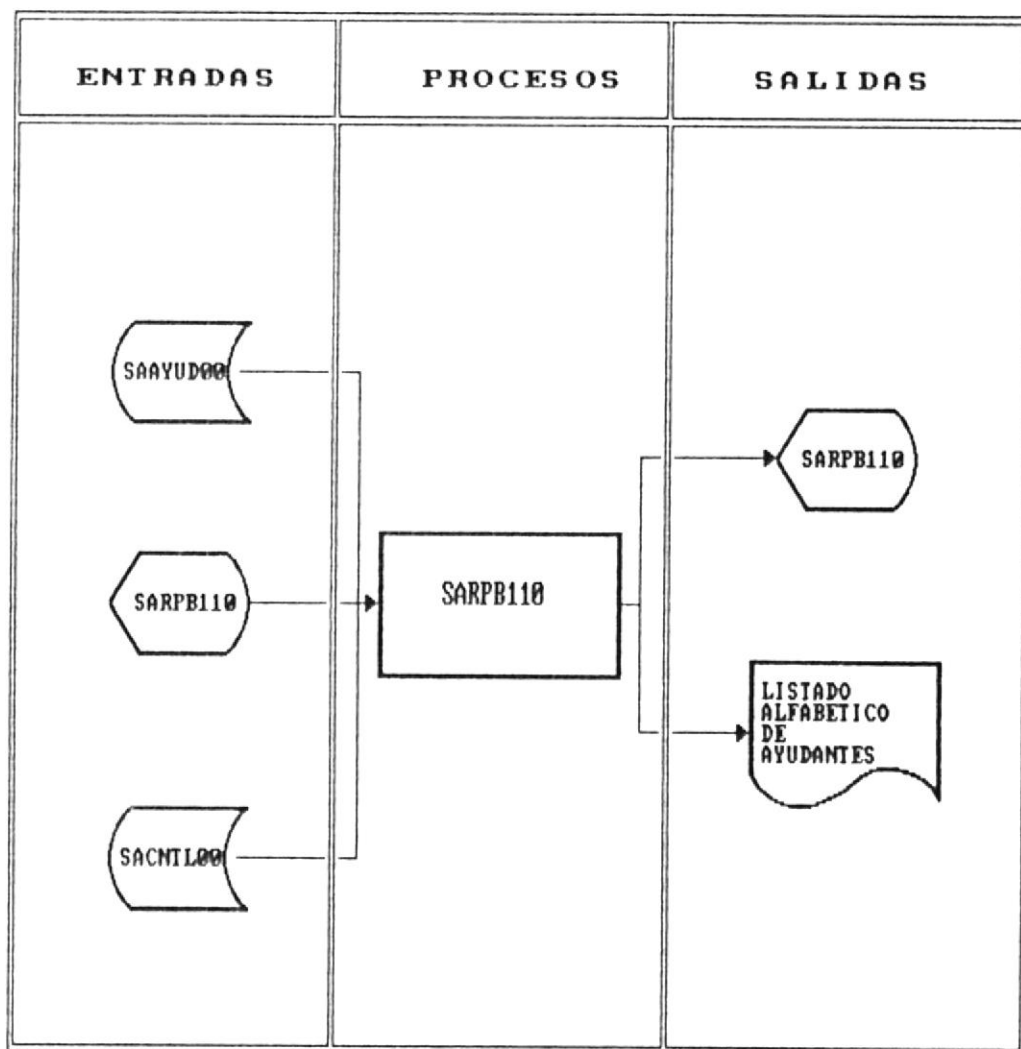 ENTRADAS
PROCESOS
SALIDAS
SAAYUD00
SARPB110
SARPB110
SARPB110
LISTADO
ALFABETICO
DE
AYUDANTES
SACNTL00